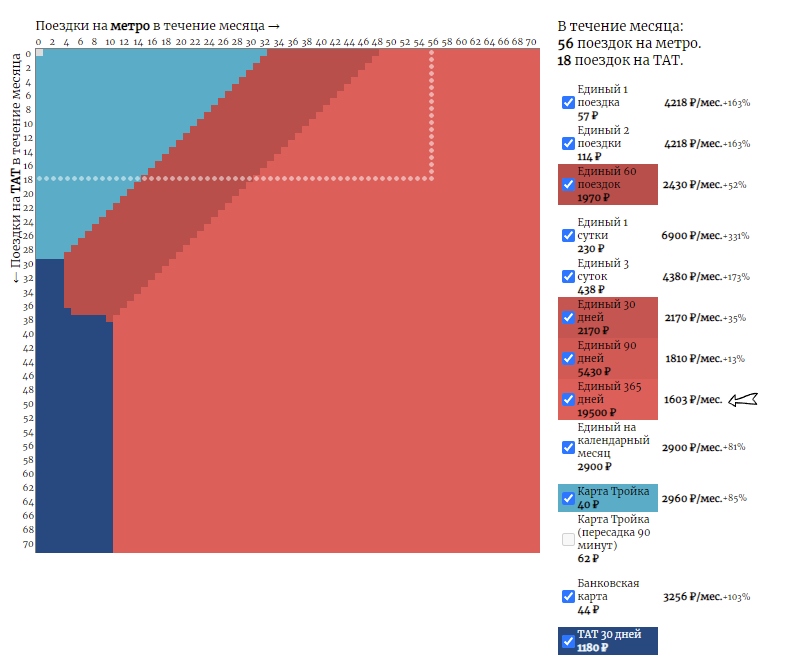 Поездки на метро в течение месяца →
0 2 4 6 8 10 12 14 16 18 20 22 24 26 28 30 32 34 36 38 40 42 44 46 48 50 52 54 56 58 60 62 64 66 68 70
← Поездки на ТАТ в течение месяца
0
2
4
6
8
10
12
14
16
18
20
22
24
26
28
30
32
34
36
38
40
42
44
46
48
50
52
54
56
58
60
62
64
66
68
70
В течение месяца:
56 поездок на метро.
18 поездок на ТАТ.
Единый 1
поездка
57 ₽
4218 ₽/мес.+163%
Единый 2
поездки
114 ₽
4218 ₽/мес.+163%
Единый 60
поездок
1970 ₽
2430 ₽/мес.+52%
Единый 1
сутки
230 ₽
6900 ₽/мес.+331%
Единый 3
суток
438 ₽
4380 ₽/мес.+173%
Единый 30
дней
2170 ₽
2170 ₽/мес.+35%
Единый 90
дней
5430 ₽
1810 ₽/мес.+13%
Единый 365
дней
19500 ₽
1603 ₽/мес.
Единый на
календарный
месяц
2900 ₽
2900 ₽/мес.+81%
Карта Тройка
40 ₽
2960 ₽/мес.+85%
Карта Тройка
(пересадка 90
минут)
62 ₽
Банковская
карта
44 ₽
3256 ₽/мес.+103%
ТАТ 30 дней
1180 ₽